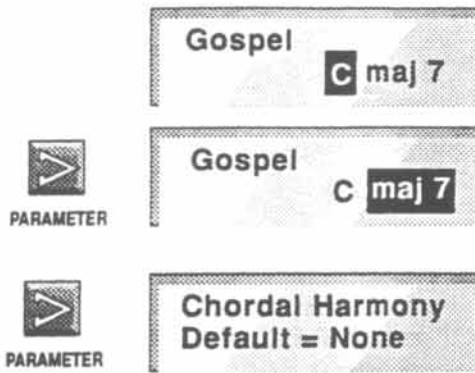 Gospel
C maj 7
Gospel
C maj 7
PARAMETER
Chordal Harmony
Default = None
PARAMETER